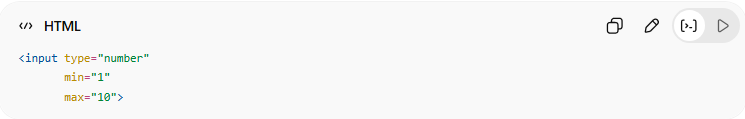 HTML
<input type="number"
min="1"
max="10">